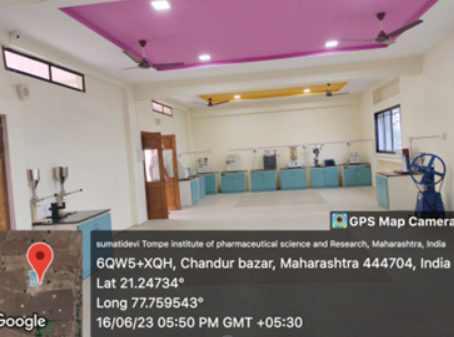 GPS Map Camera
sumatidevi Tompe institute of pharmaceutical science and Research, Maharashtra, India
6QW5+XQH, Chandur bazar, Maharashtra 444704, India
Lat 21.24734°
Long 77.759543°
16/06/23 05:50 PM GMT +05:30
Google